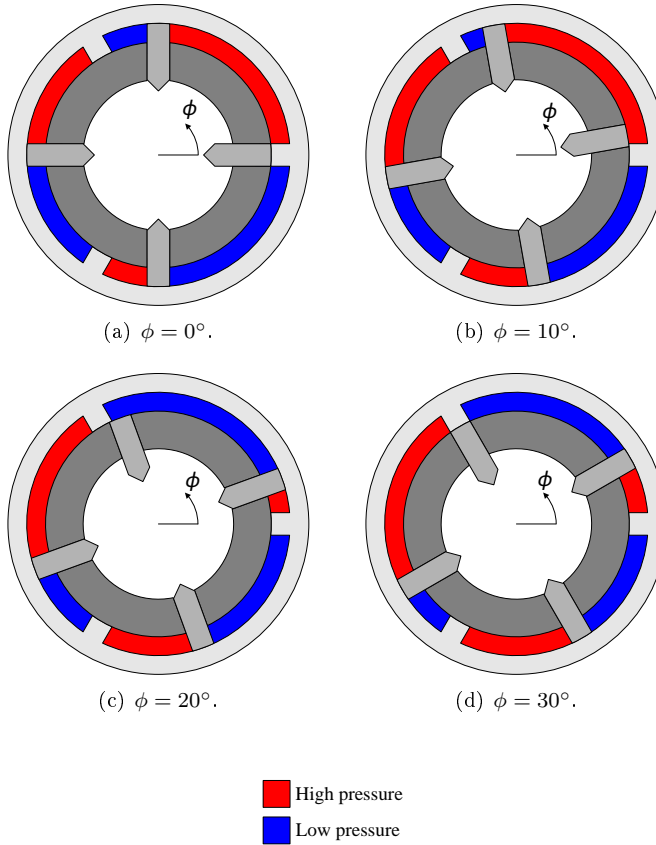 ϕ
ϕ
(a) ϕ = 0°.
(b) ϕ = 10°.
ϕ
ϕ
(c) ϕ = 20°.
(d) ϕ = 30°.
High pressure
Low pressure